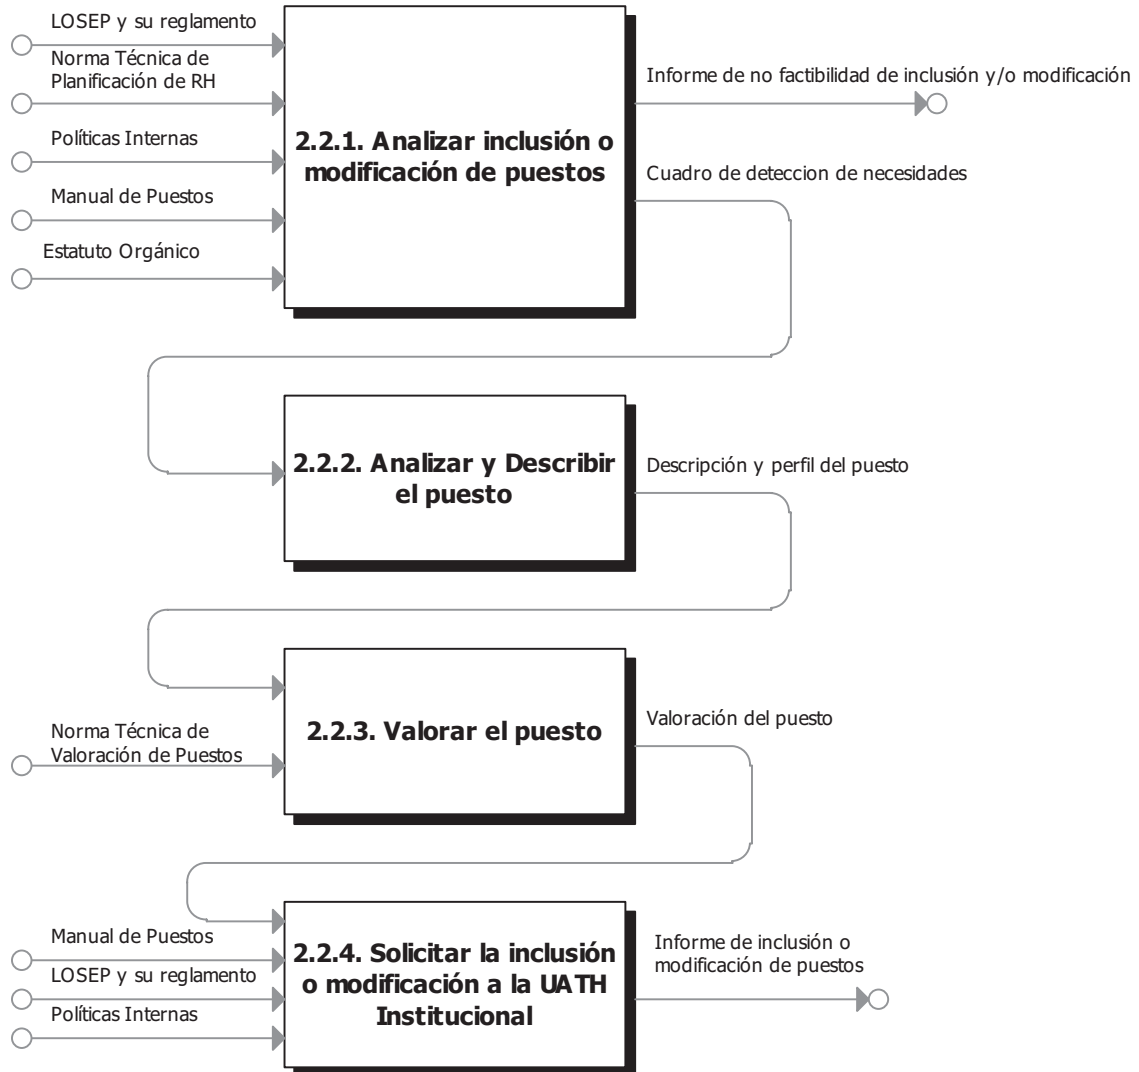 LOSEP y su reglamento
Norma Técnica de
Planificación de RH
Políticas Internas
Manual de Puestos
Estatuto Orgánico
2.2.1. Analizar inclusión o
modificación de puestos
Informe de no factibilidad de inclusión y/o modificación
Cuadro de deteccion de necesidades
2.2.2. Analizar y Describir
el puesto
Descripción y perfil del puesto
Norma Técnica de
Valoración de Puestos
2.2.3. Valorar el puesto
Valoración del puesto
Manual de Puestos
LOSEP y su reglamento
Políticas Internas
2.2.4. Solicitar la inclusión
o modificación a la UATH
Institucional
Informe de inclusión o
modificación de puestos